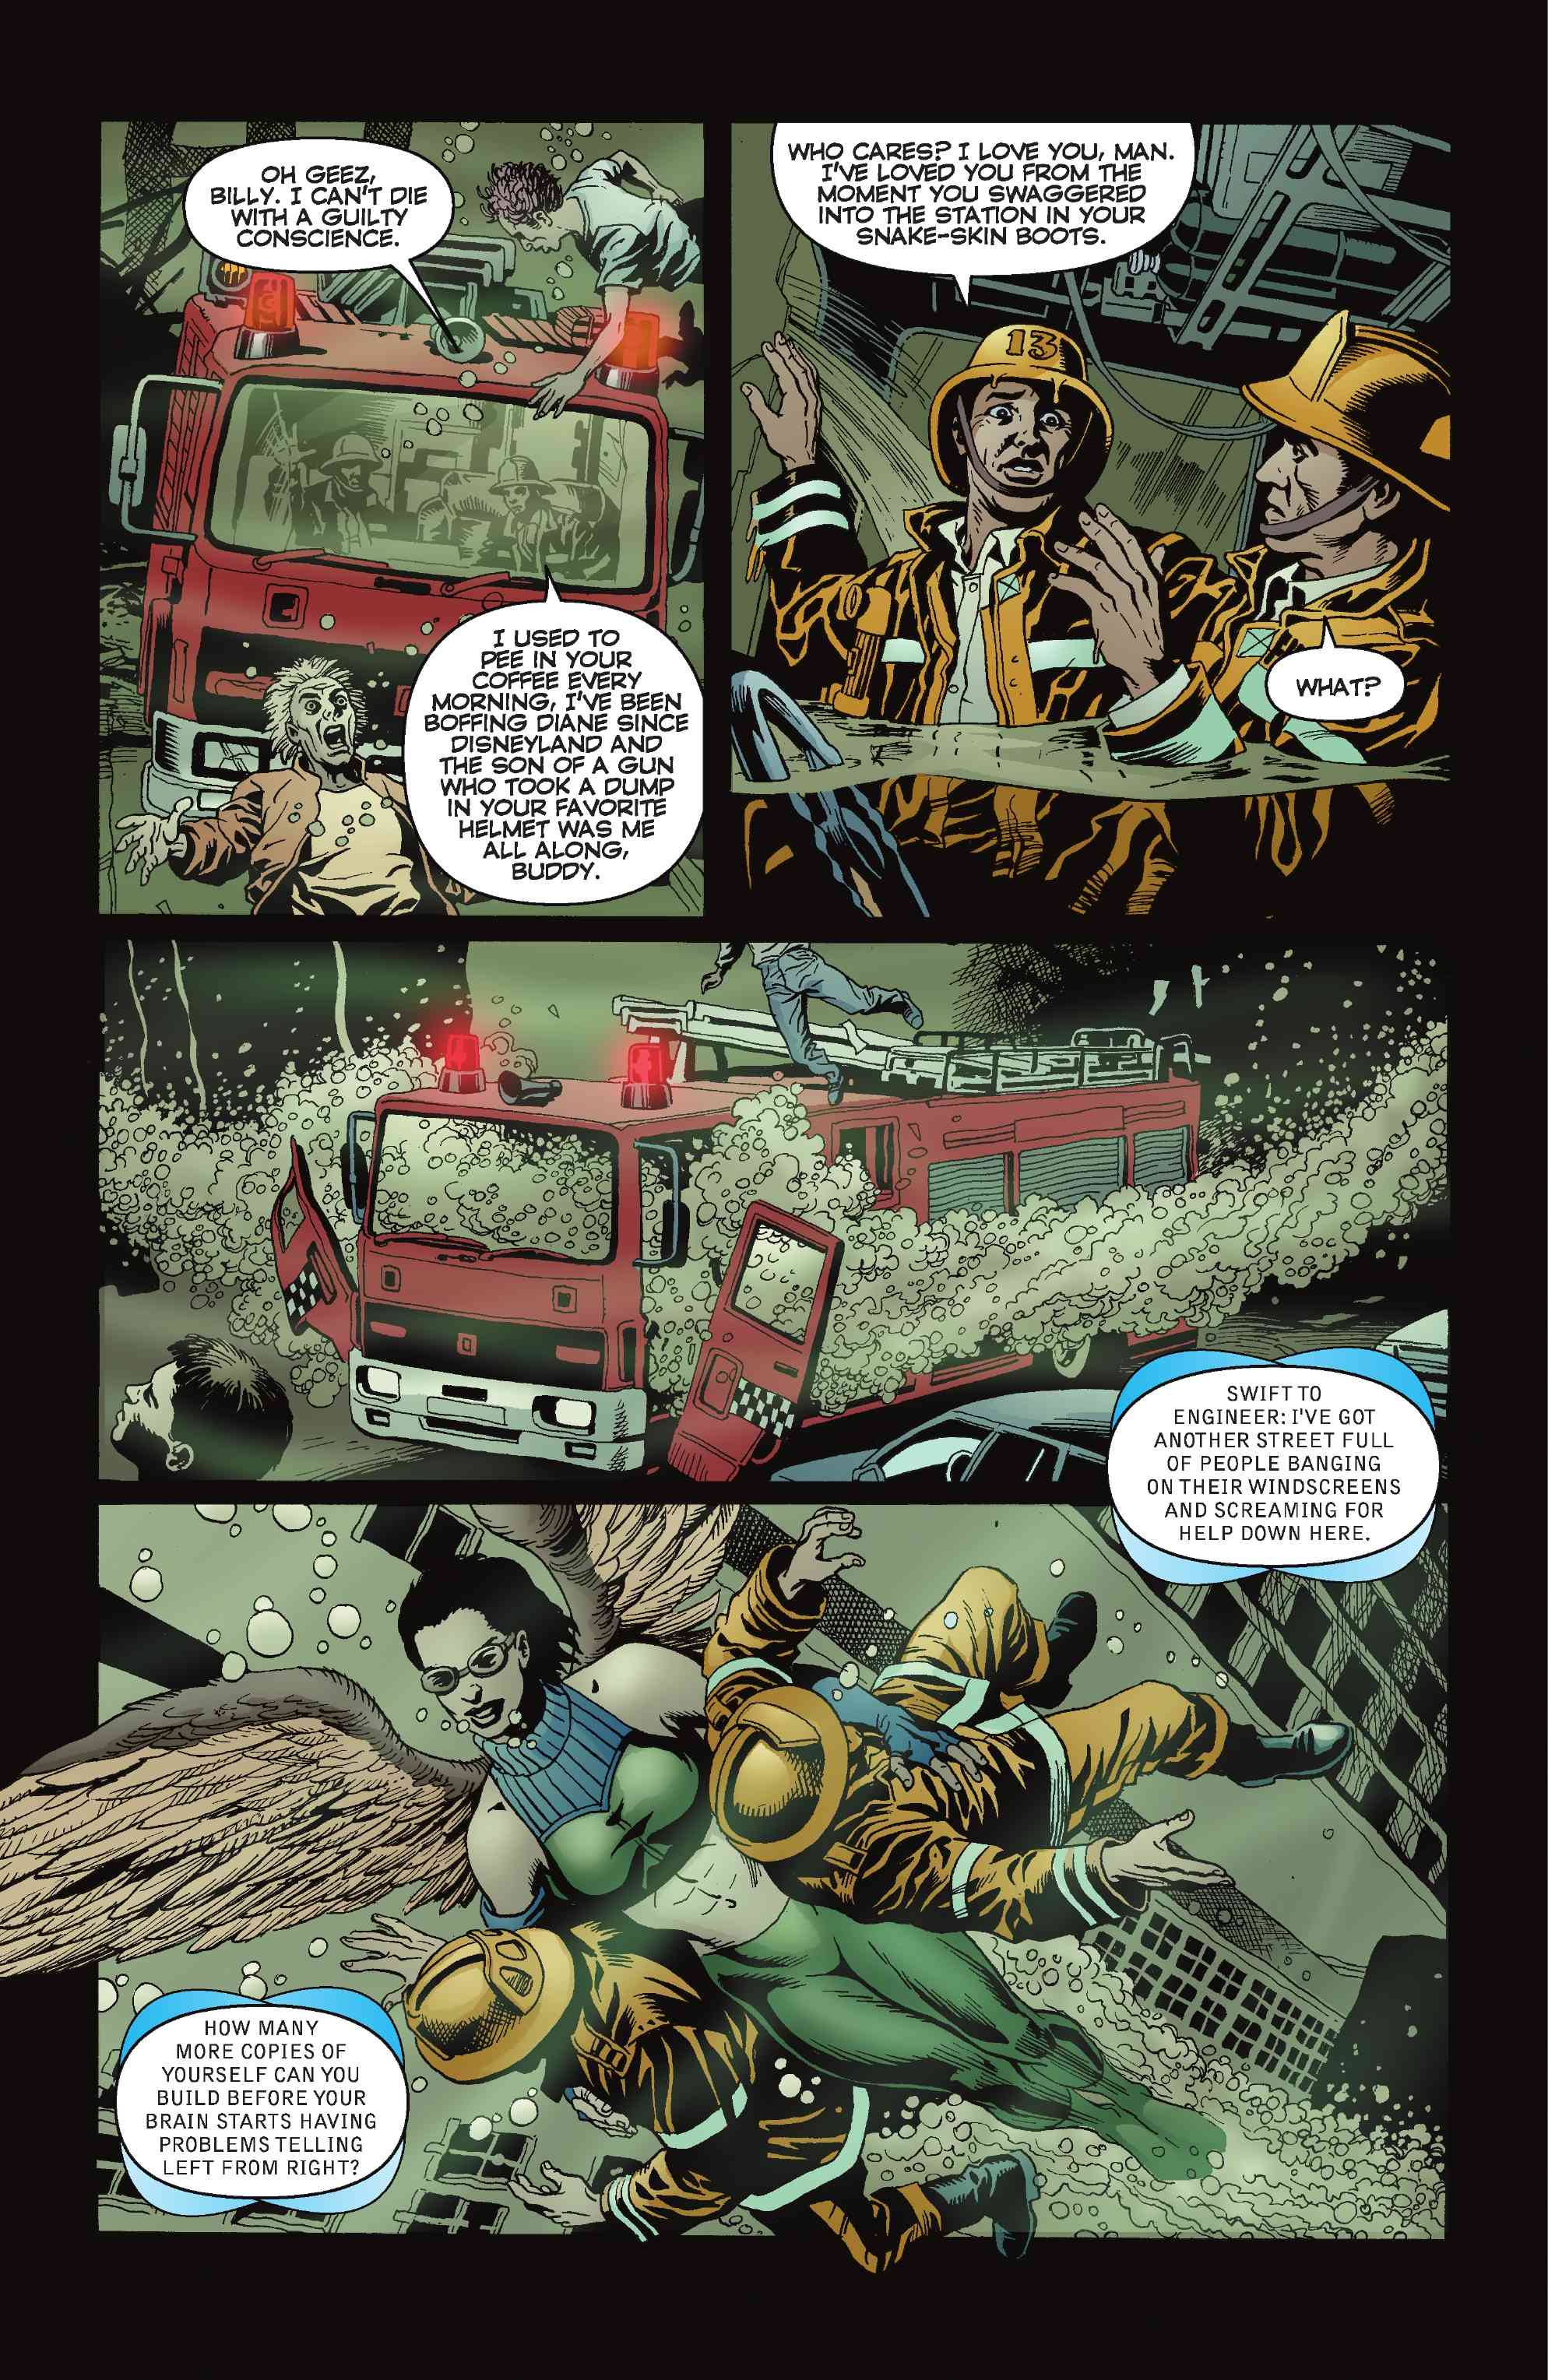 OH GEEZ,
BILLY. I CAN'T DIE
WITH A GUILTY
CONSCIENCE.
I USED TO
PEE IN YOUR
COFFEE EVERY
MORNING, I'VE BEEN
BOFFING DIANE SINCE
DISNEYLAND AND
THE SON OF A GUN
WHO TOOK A DUMP
IN YOUR FAVORITE
HELMET WAS ME
ALL ALONG,
BUDDY.
WHO CARES? I LOVE YOU, MAN.
I'VE LOVED YOU FROM THE
MOMENT YOU SWAGGERED
INTO THE STATION IN YOUR
SNAKE-SKIN BOOTS.
13
WHAT?
SWIFT TO
ENGINEER: I'VE GOT
ANOTHER STREET FULL
OF PEOPLE BANGING
ON THEIR WINDSCREENS
AND SCREAMING FOR
HELP DOWN HERE.
HOW MANY
MORE COPIES OF
YOURSELF CAN YOU
BUILD BEFORE YOUR
BRAIN STARTS HAVING
PROBLEMS TELLING
LEFT FROM RIGHT?